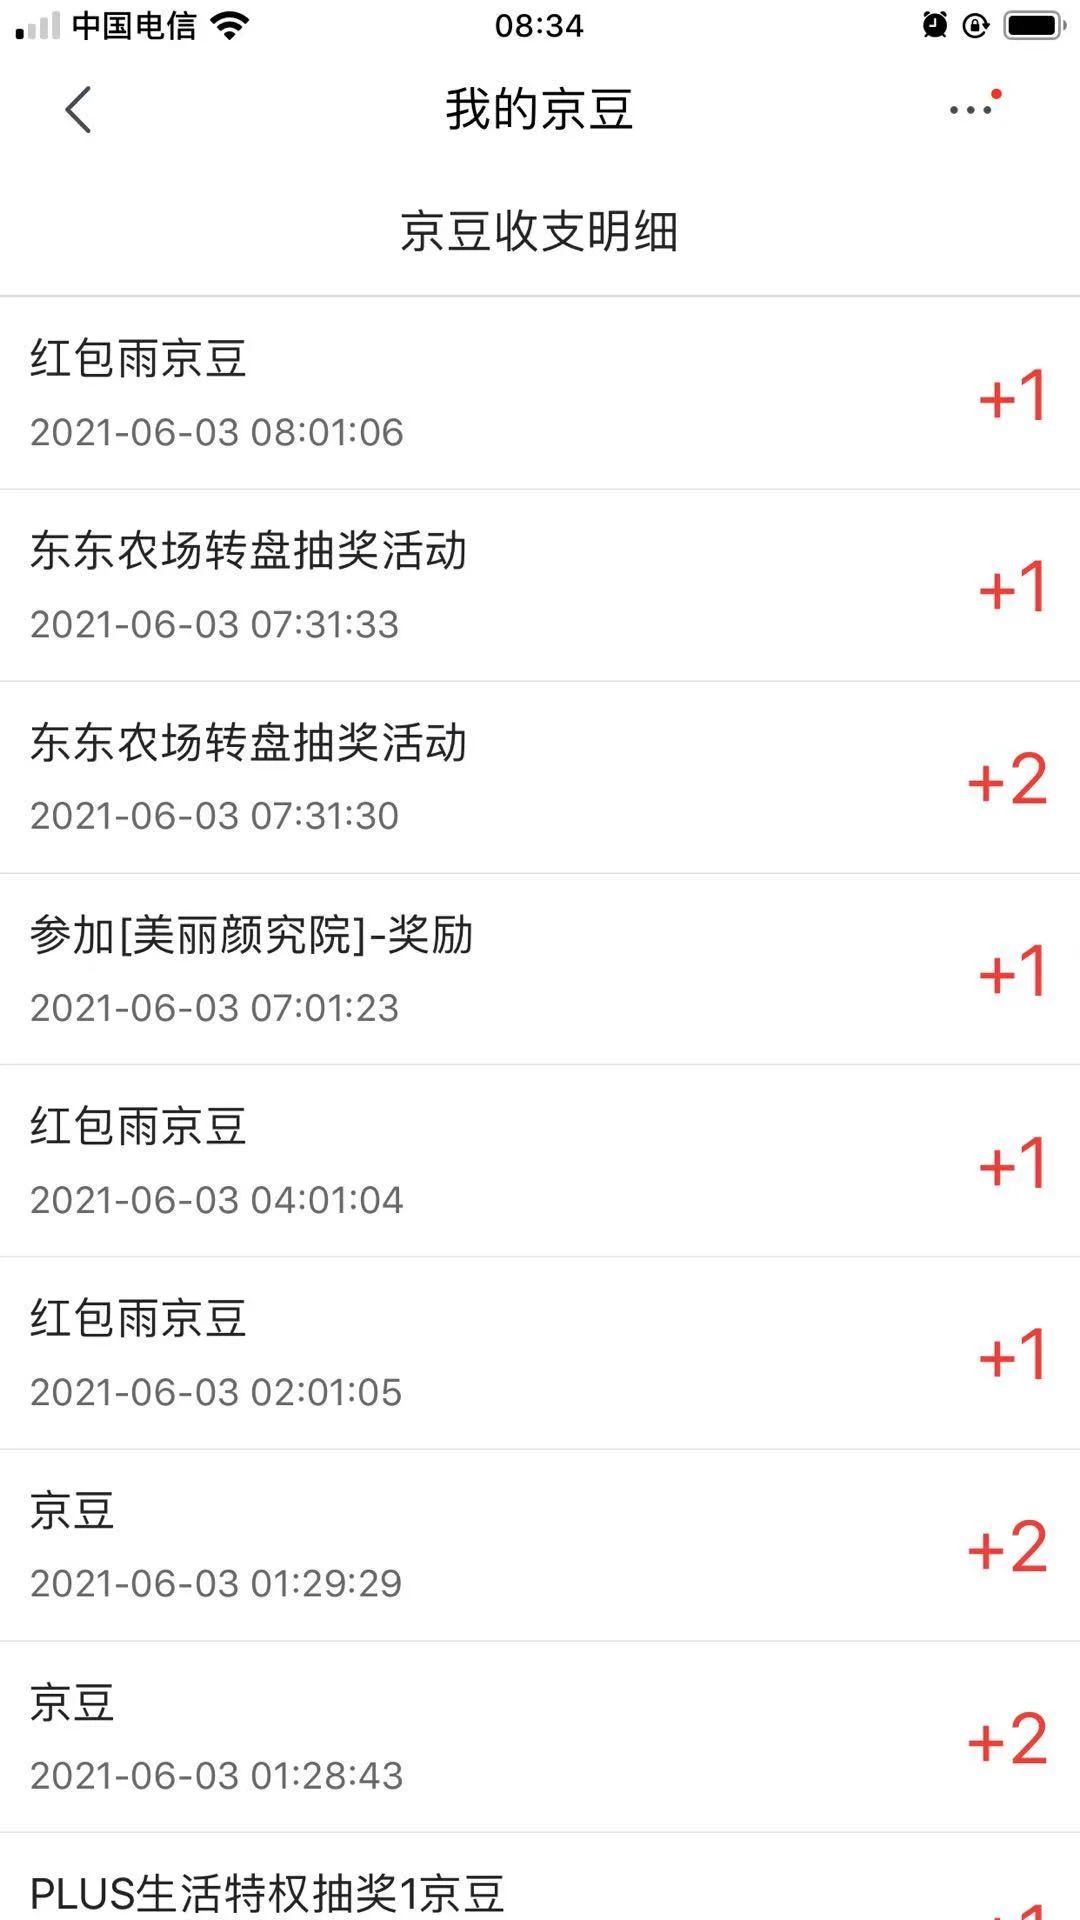 中国电信
08:34
我的京豆
京豆收支明细
红包雨京豆
2021-06-03 08:01:06
+1
东东农场转盘抽奖活动
2021-06-03 07:31:33
+1
东东农场转盘抽奖活动
2021-06-03 07:31:30
+2
参加[美丽颜究院]-奖励
2021-06-03 07:01:23
+1
红包雨京豆
2021-06-03 04:01:04
+1
红包雨京豆
2021-06-03 02:01:05
+1
京豆
2021-06-03 01:29:29
+2
京豆
2021-06-03 01:28:43
+2
PLUS生活特权抽奖1京豆
+1